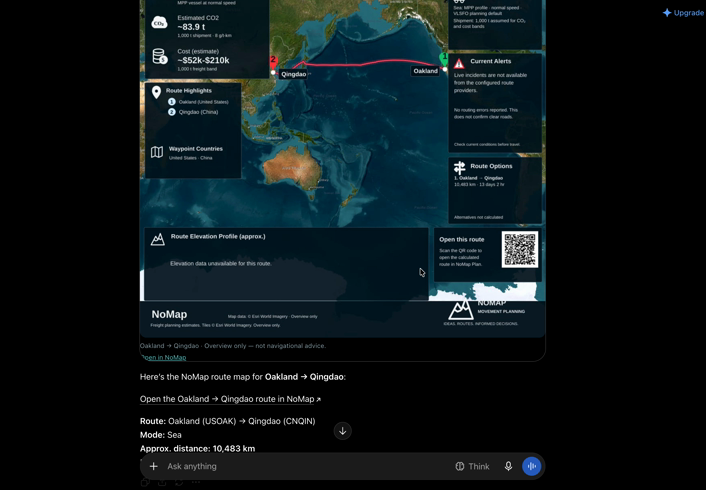 Upgrade
MPP vessel at normal speed
CO₂
Estimated CO2
~83.9 t
1,000 t shipment · 8 g/t-km
Cost (estimate)
~$52k-$210k
1,000 t freight band
Route Highlights
1 Oakland (United States)
2 Qingdao (China)
Waypoint Countries
United States · China
2
Qingdao
1
Oakland
Sea: MPP profile · normal speed ·
VLSFO planning default
Shipment: 1,000 t assumed for CO₂
and cost bands
Current Alerts
Live incidents are not available
from the configured route
providers.
No routing errors reported. This
does not confirm clear roads.
Check current conditions before travel.
Route Options
1. Oakland → Qingdao
10,483 km · 13 days 2 hr
Alternatives not calculated
Route Elevation Profile (approx.)
Elevation data unavailable for this route.
Open this route
Scan the QR code to
open the calculated
route in NoMap Plan.
NoMap
Map data: © Esri World Imagery · Overview only
Freight planning estimates. Tiles © Esri World Imagery. Overview only
NOMAP
MOVEMENT PLANNING
IDEAS. ROUTES. INFORMED DECISIONS.
Oakland → Qingdao · Overview only — not navigational advice.
Open in NoMap
Here's the NoMap route map for Oakland → Qingdao:
Open the Oakland → Qingdao route in NoMap ↗
Route: Oakland (USOAK) → Qingdao (CNQIN)
Mode: Sea
Approx. distance: 10,483 km
Ask anything
Think